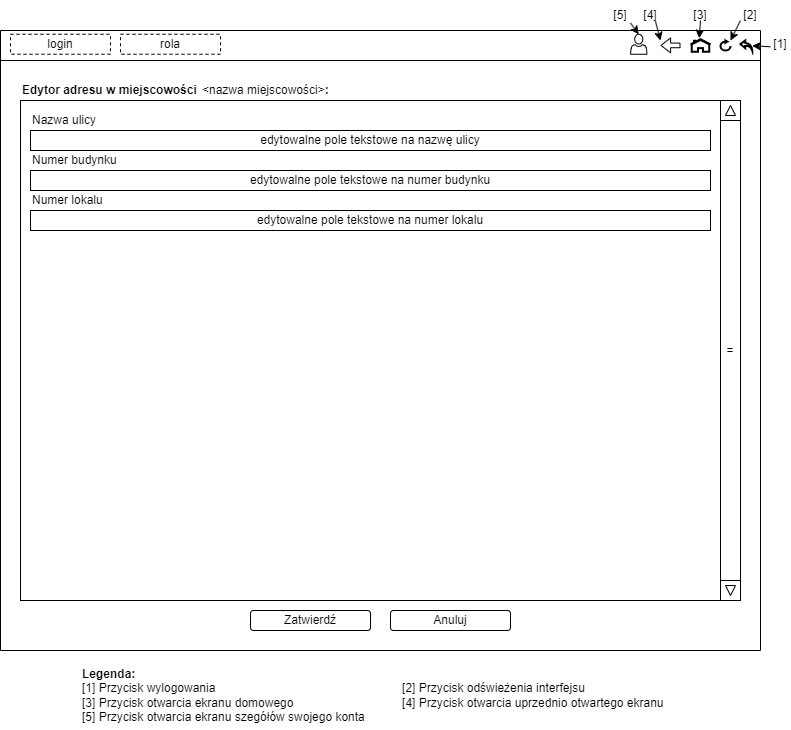 [5] [4] [3] [2]
login rola [1]
Edytor adresu w miejscowości <nazwa miejscowości>:
Nazwa ulicy
edytowalne pole tekstowe na nazwę ulicy
Numer budynku
edytowalne pole tekstowe na numer budynku
Numer lokalu
edytowalne pole tekstowe na numer lokalu
=
Zatwierdź Anuluj
Legenda:
[1] Przycisk wylogowania [2] Przycisk odświeżenia interfejsu
[3] Przycisk otwarcia ekranu domowego [4] Przycisk otwarcia uprzednio otwartego ekranu
[5] Przycisk otwarcia ekranu szegółów swojego konta